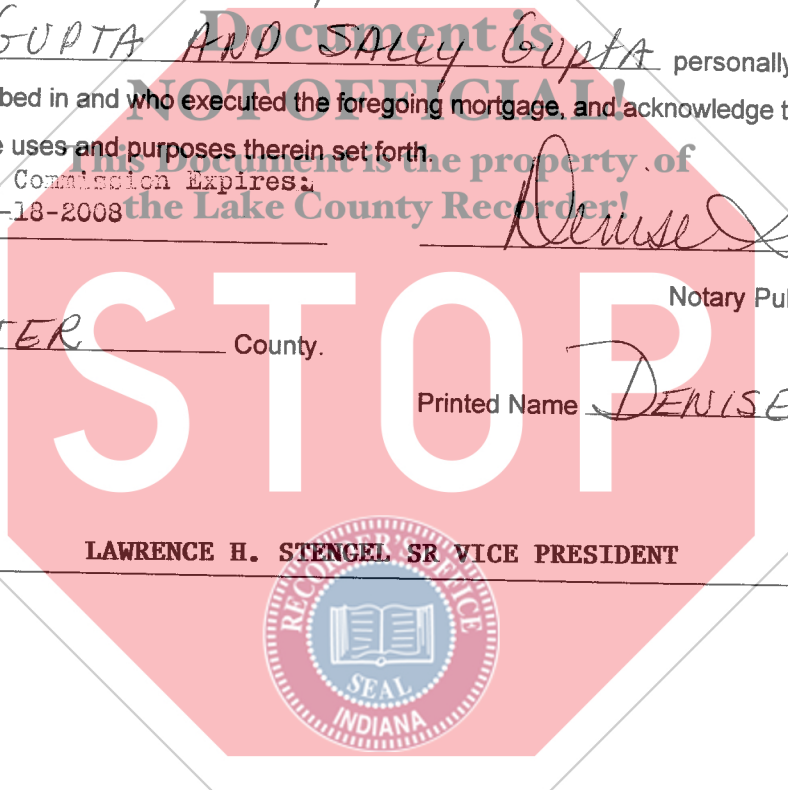 GUPTA AND SALLY GUPTA personally
Document is
bed in and who executed the foregoing mortgage, and acknowledge t
NOT OFFICIAL!
e uses and purposes therein set forth.
This Document is the property of
Commission Expires:
-18-2008
the Lake County Recorder!
Denise
Notary Pu
TER County.
Printed Name DENISE
STOP
LAWRENCE H. STENGEL SR VICE PRESIDENT
RECORDER'S OFFICE
SEAL
INDIANA